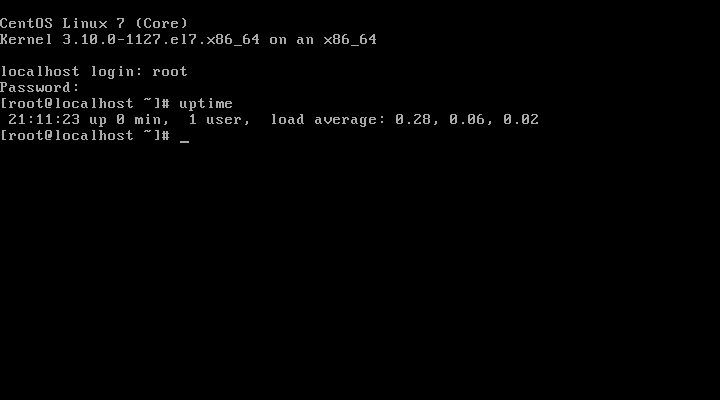 CentOS Linux 7 (Core)
Kernel 3.10.0-1127.el7.x86_64 on an x86_64
localhost login: root
Password:
[root@localhost ~]# uptime
 21:11:23 up 0 min,  1 user,  load average: 0.28, 0.06, 0.02
[root@localhost ~]# _